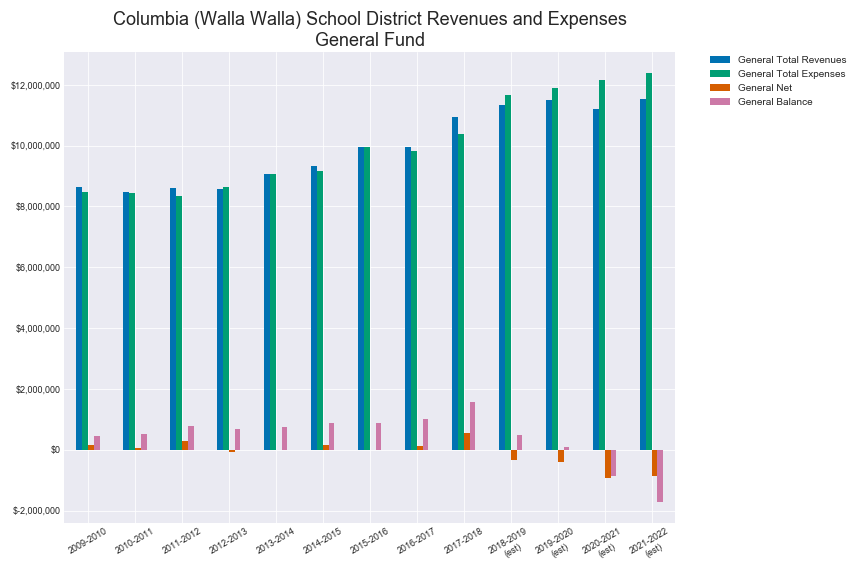 Columbia (Walla Walla) School District Revenues and Expenses
General Fund
General Total Revenues
General Total Expenses
General Net
General Balance
$12,000,000
$10,000,000
$8,000,000
$6,000,000
$4,000,000
$2,000,000
$0
$-2,000,000
2009-2010
2010-2011
2011-2012
2012-2013
2013-2014
2014-2015
2015-2016
2016-2017
2017-2018
2018-2019
(est)
2019-2020
(est)
2020-2021
(est)
2021-2022
(est)